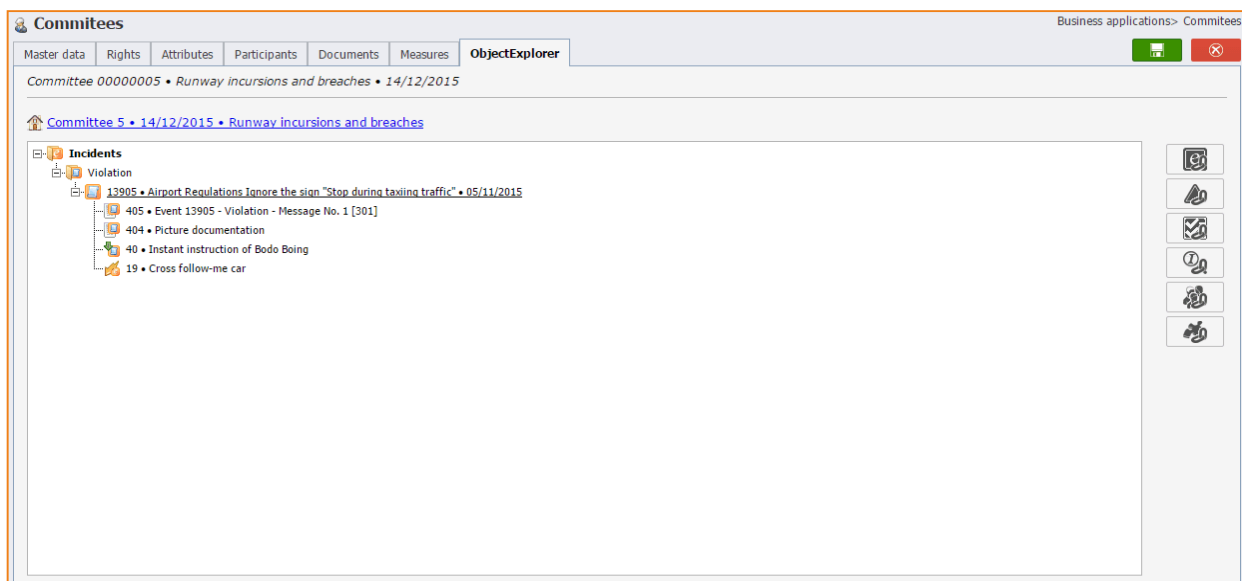 Commitees
Business applications> Commitees
Master data Rights Attributes Participants Documents Measures ObjectExplorer
Committee 00000005 • Runway incursions and breaches • 14/12/2015
Committee 5 • 14/12/2015 • Runway incursions and breaches
Incidents
Violation
13905 • Airport Regulations Ignore the sign "Stop during taxiing traffic" • 05/11/2015
405 • Event 13905 - Violation - Message No. 1 [301]
404 • Picture documentation
40 • Instant instruction of Bodo Boing
19 • Cross follow-me car